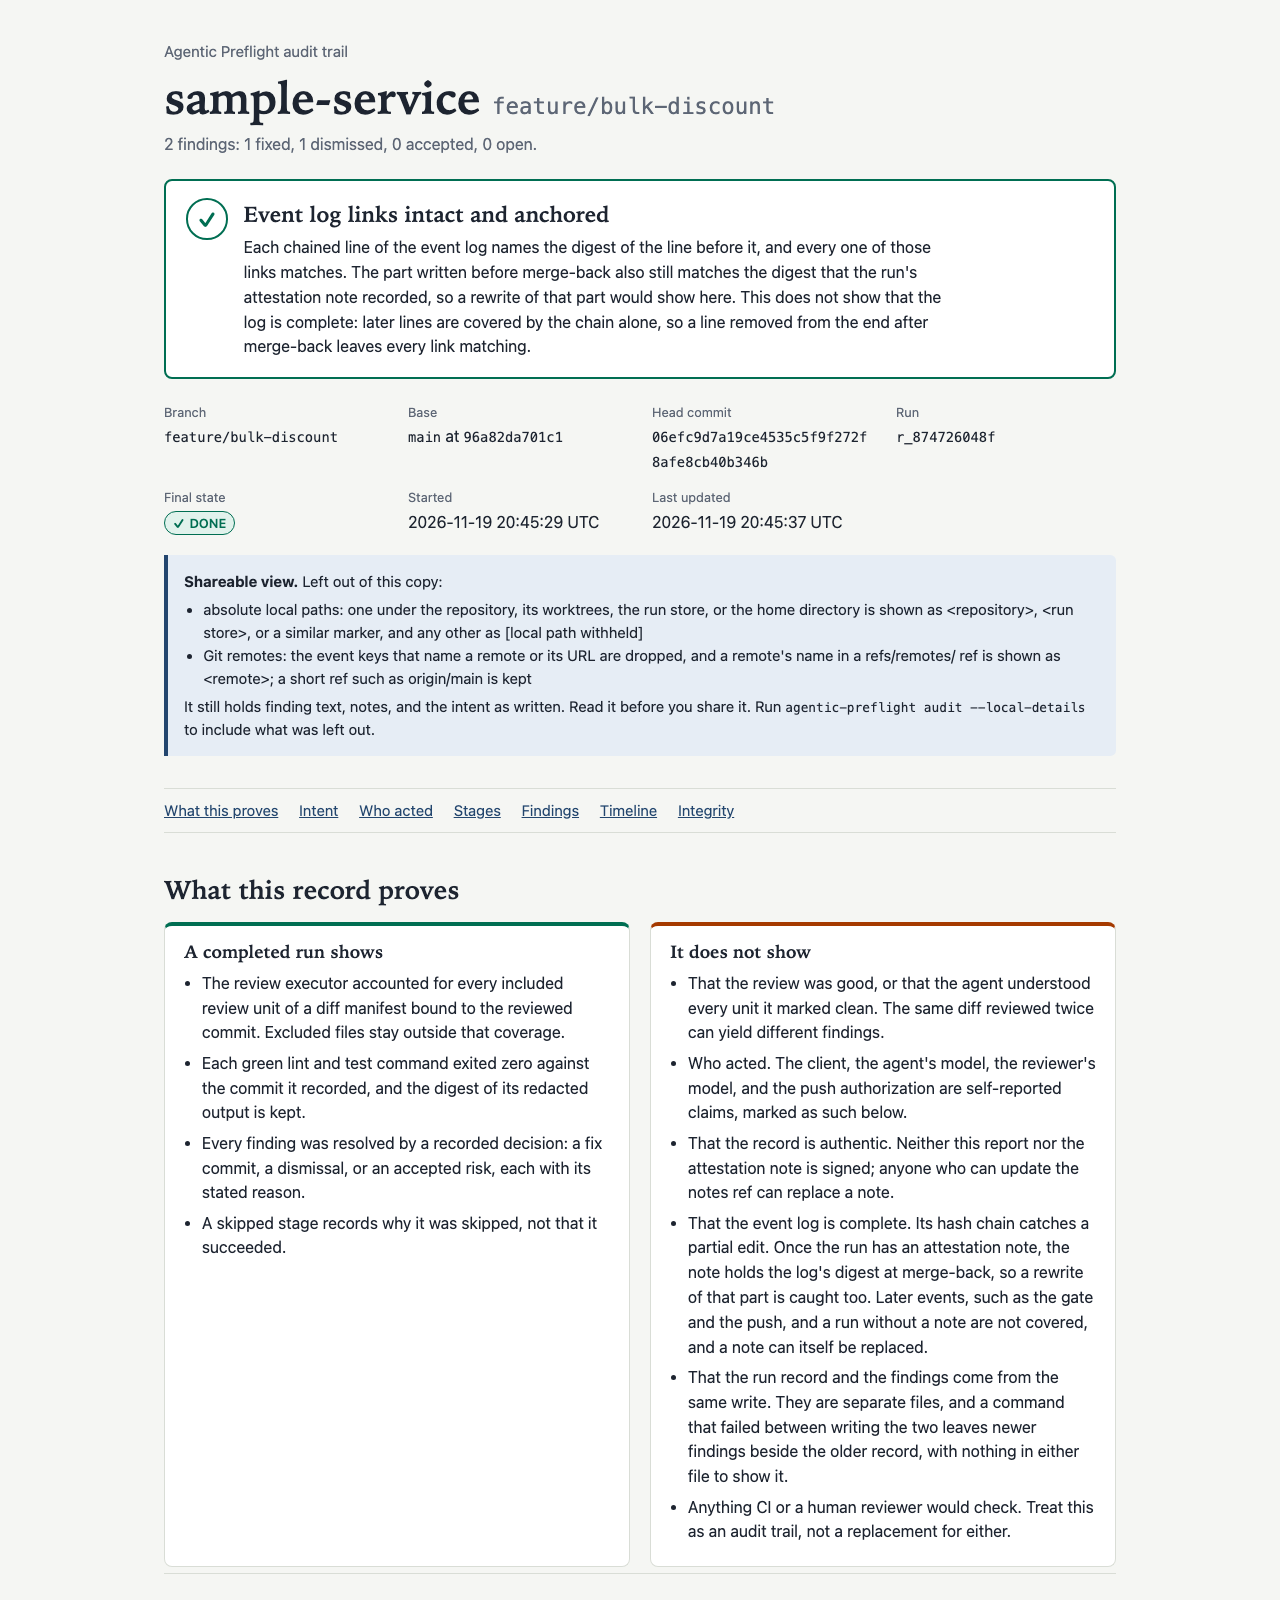 Agentic Preflight audit trail
sample-service feature/bulk-discount
2 findings: 1 fixed, 1 dismissed, 0 accepted, 0 open.
Event log links intact and anchored
Each chained line of the event log names the digest of the line before it, and every one of those
links matches. The part written before merge-back also still matches the digest that the run's
attestation note recorded, so a rewrite of that part would show here. This does not show that the
log is complete: later lines are covered by the chain alone, so a line removed from the end after
merge-back leaves every link matching.
Branch
feature/bulk-discount
Base
main at 96a82da701c1
Head commit
06efc9d7a19ce4535c5f9f272f
8afe8cb40b346b
Run
r_874726048f
Final state
✓ DONE
Started
2026-11-19 20:45:29 UTC
Last updated
2026-11-19 20:45:37 UTC
Shareable view. Left out of this copy:
• absolute local paths: one under the repository, its worktrees, the run store, or the home directory is shown as <repository>, <run
store>, or a similar marker, and any other as [local path withheld]
• Git remotes: the event keys that name a remote or its URL are dropped, and a remote's name in a refs/remotes/ ref is shown as
<remote>; a short ref such as origin/main is kept
It still holds finding text, notes, and the intent as written. Read it before you share it. Run agentic-preflight audit --local-details
to include what was left out.
What this proves Intent Who acted Stages Findings Timeline Integrity
What this record proves
A completed run shows
• The review executor accounted for every included
review unit of a diff manifest bound to the reviewed
commit. Excluded files stay outside that coverage.
• Each green lint and test command exited zero against
the commit it recorded, and the digest of its redacted
output is kept.
• Every finding was resolved by a recorded decision: a fix
commit, a dismissal, or an accepted risk, each with its
stated reason.
• A skipped stage records why it was skipped, not that it
succeeded.
It does not show
• That the review was good, or that the agent understood
every unit it marked clean. The same diff reviewed twice
can yield different findings.
• Who acted. The client, the agent's model, the reviewer's
model, and the push authorization are self-reported
claims, marked as such below.
• That the record is authentic. Neither this report nor the
attestation note is signed; anyone who can update the
notes ref can replace a note.
• That the event log is complete. Its hash chain catches a
partial edit. Once the run has an attestation note, the
note holds the log's digest at merge-back, so a rewrite
of that part is caught too. Later events, such as the gate
and the push, and a run without a note are not covered,
and a note can itself be replaced.
• That the run record and the findings come from the
same write. They are separate files, and a command
that failed between writing the two leaves newer
findings beside the older record, with nothing in either
file to show it.
• Anything CI or a human reviewer would check. Treat this
as an audit trail, not a replacement for either.